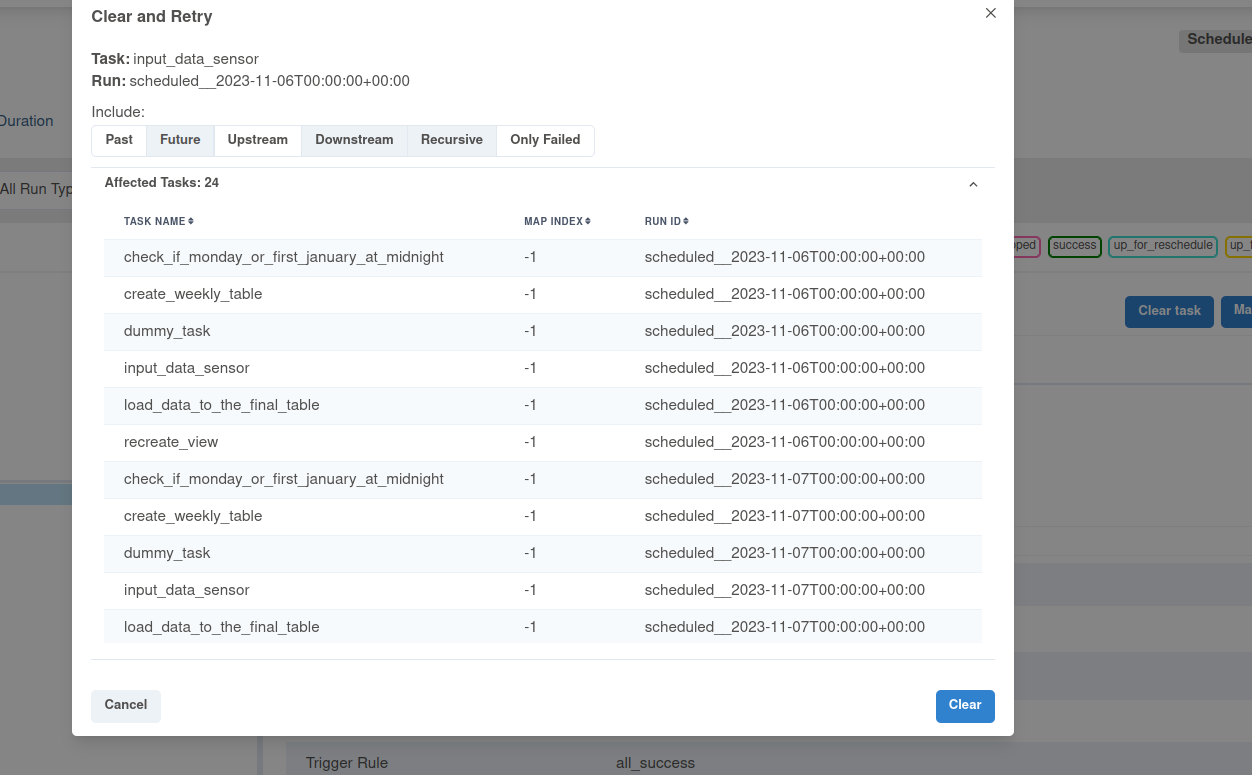 Clear and Retry
Schedule
Task: input_data_sensor
Run: scheduled__2023-11-06T00:00:00+00:00
Include:
Duration
Past Future Upstream Downstream Recursive Only Failed
Affected Tasks: 24
All Run Typ
TASK NAME MAP INDEX RUN ID
success up_for_reschedule
check_if_monday_or_first_january_at_midnight -1 scheduled__2023-11-06T00:00:00+00:00
create_weekly_table -1 scheduled__2023-11-06T00:00:00+00:00
Clear task Ma
dummy_task -1 scheduled__2023-11-06T00:00:00+00:00
input_data_sensor -1 scheduled__2023-11-06T00:00:00+00:00
load_data_to_the_final_table -1 scheduled__2023-11-06T00:00:00+00:00
recreate_view -1 scheduled__2023-11-06T00:00:00+00:00
check_if_monday_or_first_january_at_midnight -1 scheduled__2023-11-07T00:00:00+00:00
create_weekly_table -1 scheduled__2023-11-07T00:00:00+00:00
dummy_task -1 scheduled__2023-11-07T00:00:00+00:00
input_data_sensor -1 scheduled__2023-11-07T00:00:00+00:00
load_data_to_the_final_table -1 scheduled__2023-11-07T00:00:00+00:00
Cancel Clear
Trigger Rule all_success